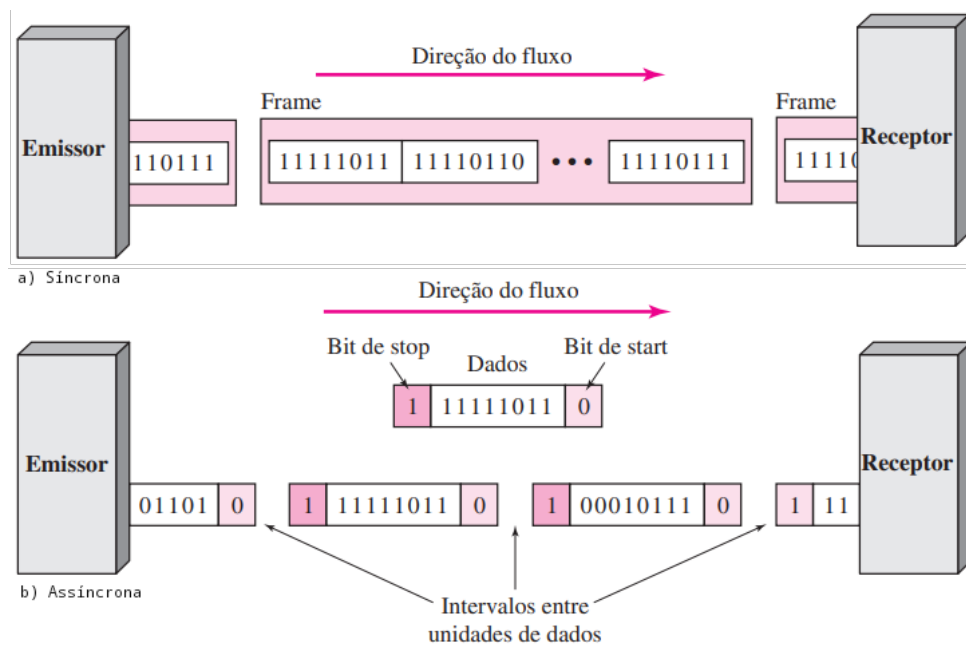 Direção do fluxo
Frame
Frame
Emissor
110111
11111011 11110110 ••• 11110111
11110
Receptor
a) Síncrona
Direção do fluxo
Bit de stop
Dados
Bit de start
1 11111011 0
Emissor
Receptor
01101 0
1 11111011 0
1 00010111 0
1 11
b) Assíncrona
Intervalos entre
unidades de dados